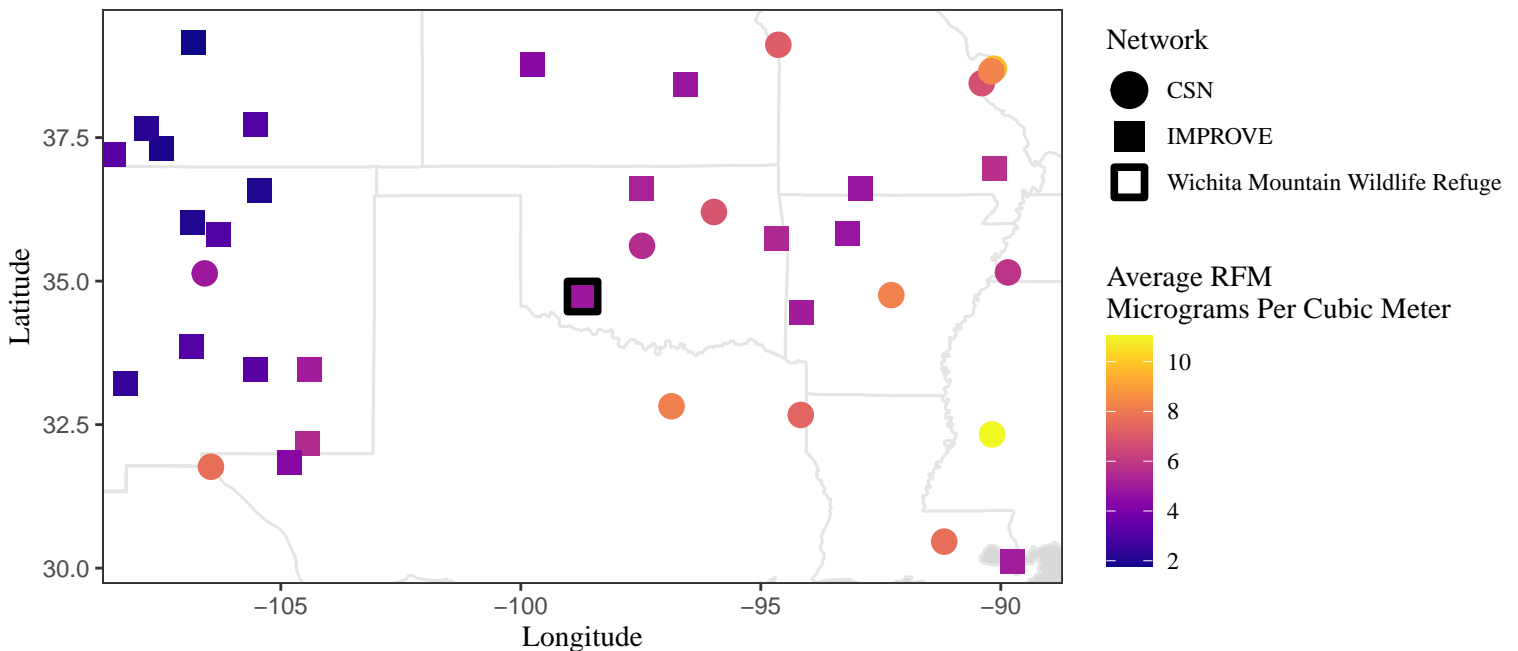 37.5
35.0
32.5
30.0
Latitude
−105
−100
−95
−90
Longitude
Network
CSN
IMPROVE
Wichita Mountain Wildlife Refuge
Average RFM
Micrograms Per Cubic Meter
10
8
6
4
2